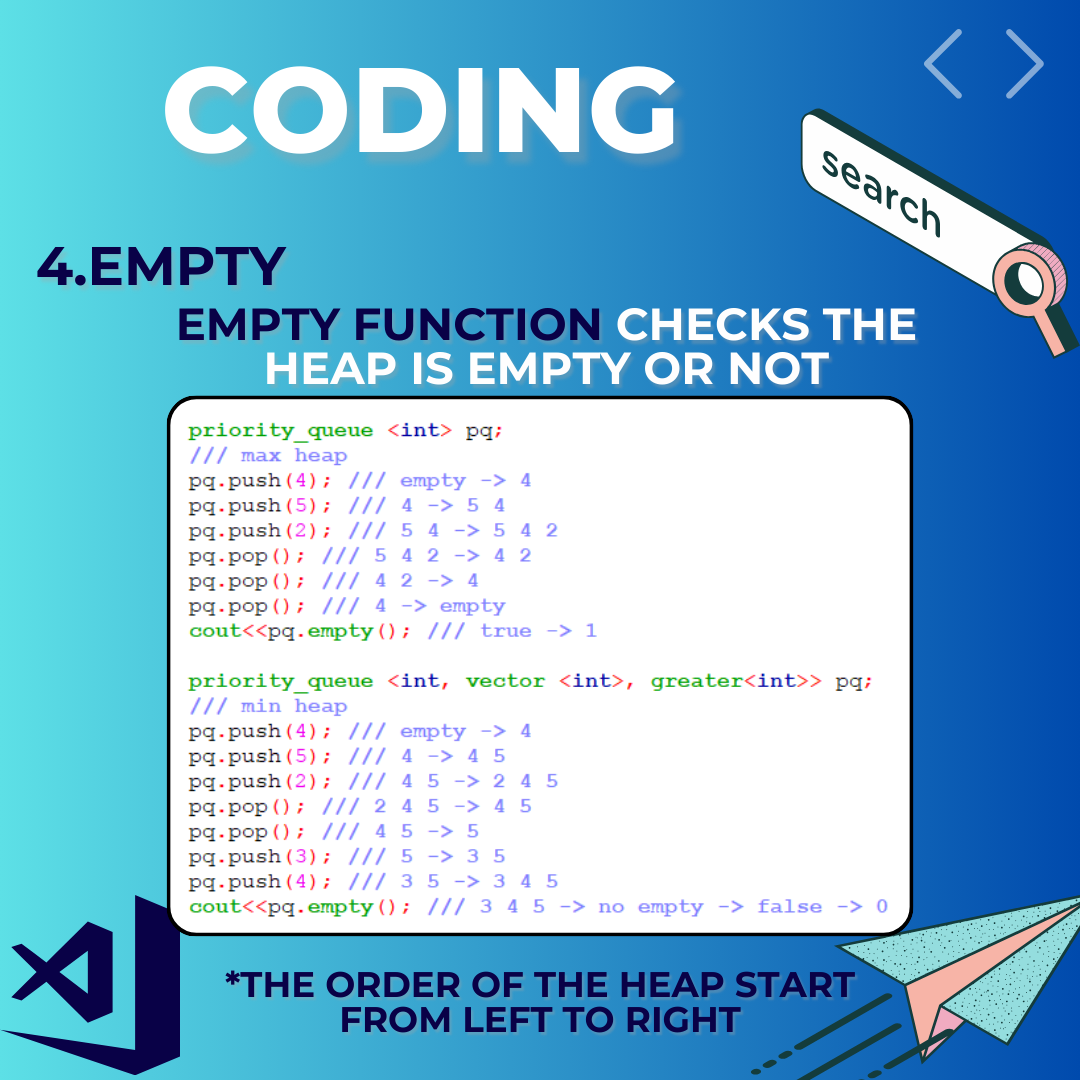 CODING
search
4.EMPTY
EMPTY FUNCTION CHECKS THE
HEAP IS EMPTY OR NOT
priority_queue <int> pq;
/// max heap
pq.push(4); /// empty -> 4
pq.push(5); /// 4 -> 5 4
pq.push(2); /// 5 4 -> 5 4 2
pq.pop(); /// 5 4 2 -> 4 2
pq.pop(); /// 4 2 -> 4
pq.pop(); /// 4 -> empty
cout<<pq.empty(); /// true -> 1
priority_queue <int, vector <int>, greater<int>> pq;
/// min heap
pq.push(4); /// empty -> 4
pq.push(5); /// 4 -> 4 5
pq.push(2); /// 4 5 -> 2 4 5
pq.pop(); /// 2 4 5 -> 4 5
pq.pop(); /// 4 5 -> 5
pq.push(3); /// 5 -> 3 5
pq.push(4); /// 3 5 -> 3 4 5
cout<<pq.empty(); /// 3 4 5 -> no empty -> false -> 0
*THE ORDER OF THE HEAP START
FROM LEFT TO RIGHT